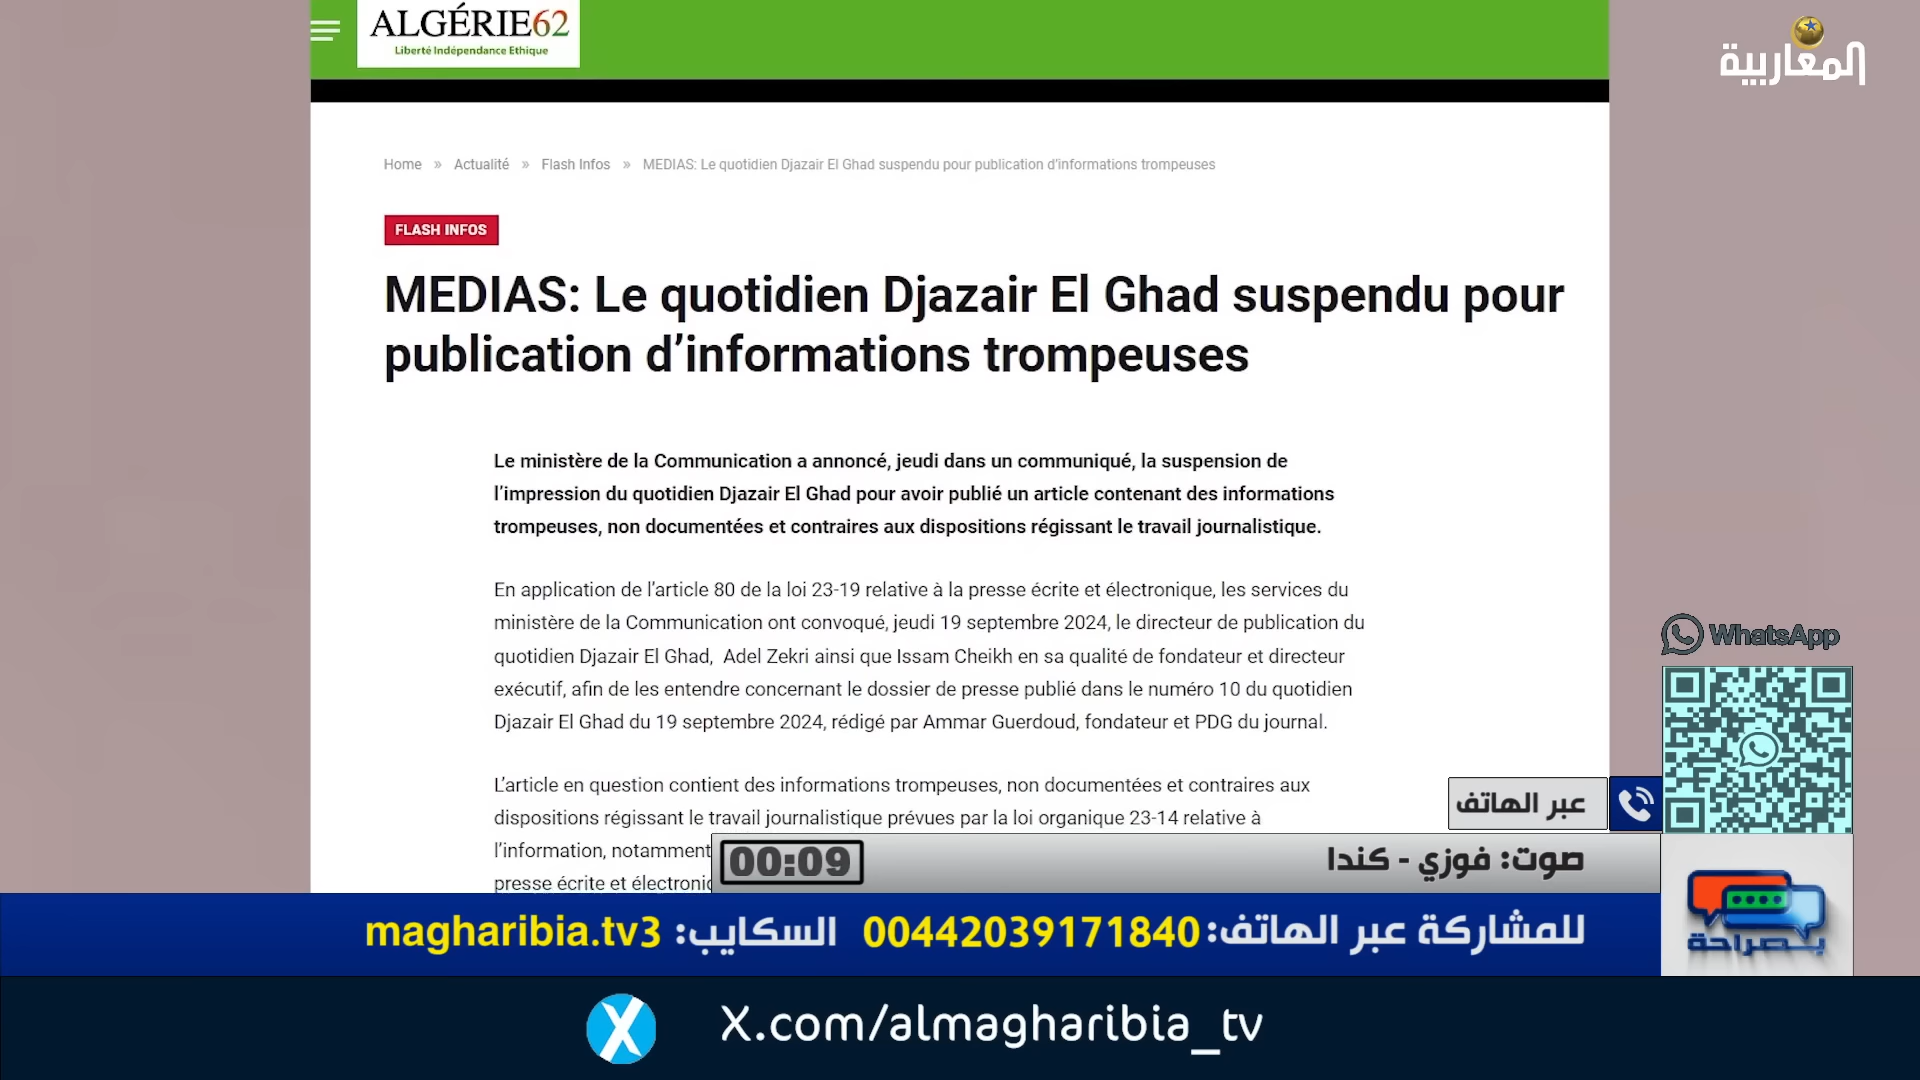 ALGÉRIE62
Liberté Indépendance Ethique
المغاربية
Home » Actualité » Flash Infos » MEDIAS: Le quotidien Djazair El Ghad suspendu pour publication d’informations trompeuses
FLASH INFOS
MEDIAS: Le quotidien Djazair El Ghad suspendu pour
publication d’informations trompeuses
Le ministère de la Communication a annoncé, jeudi dans un communiqué, la suspension de
l’impression du quotidien Djazair El Ghad pour avoir publié un article contenant des informations
trompeuses, non documentées et contraires aux dispositions régissant le travail journalistique.
En application de l’article 80 de la loi 23-19 relative à la presse écrite et électronique, les services du
ministère de la Communication ont convoqué, jeudi 19 septembre 2024, le directeur de publication du
quotidien Djazair El Ghad, Adel Zekri ainsi que Issam Cheikh en sa qualité de fondateur et directeur
exécutif, afin de les entendre concernant le dossier de presse publié dans le numéro 10 du quotidien
Djazair El Ghad du 19 septembre 2024, rédigé par Ammar Guerdoud, fondateur et PDG du journal.
L’article en question contient des informations trompeuses, non documentées et contraires aux
dispositions régissant le travail journalistique prévues par la loi organique 23-14 relative à
l’information, notamment
presse écrite et électronic
WhatsApp
عبر الهاتف
00:09
صوت: فوزي - كندا
للمشاركة عبر الهاتف: 00442039171840 السكايب: magharibia.tv3
بصراحة
X.com/almagharibia_tv